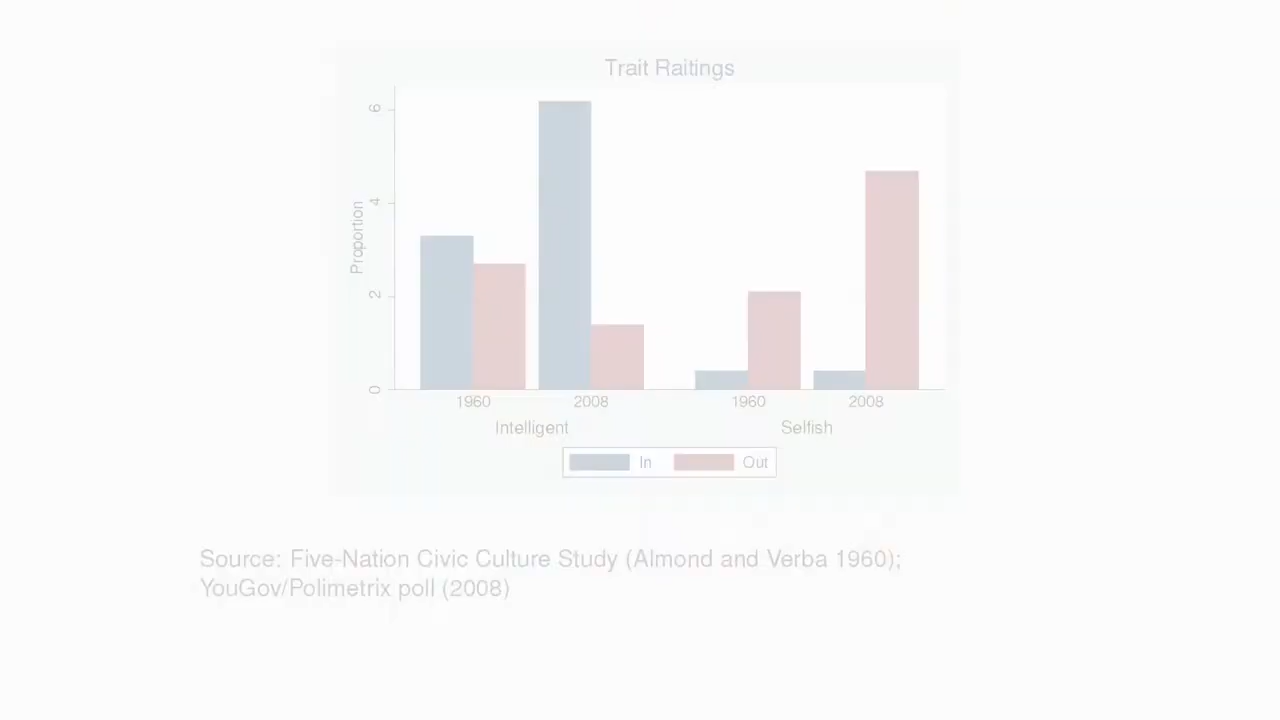 Trait Raitings
Proportion
6
4
2
0
1960 2008 1960 2008
Intelligent Selfish
In Out
Source: Five-Nation Civic Culture Study (Almond and Verba 1960);
YouGov/Polimetrix poll (2008)